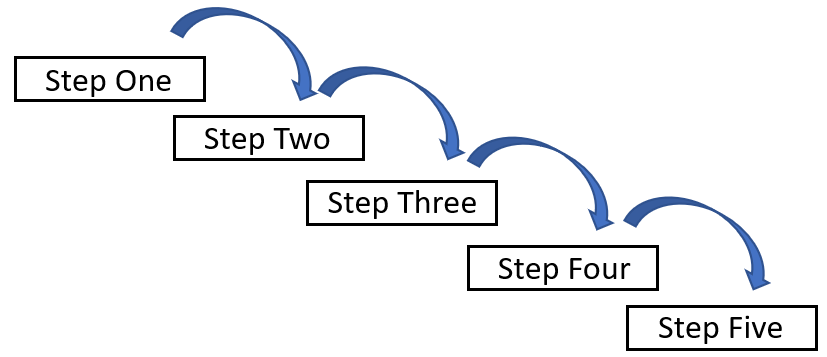 Step One
Step Two
Step Three
Step Four
Step Five